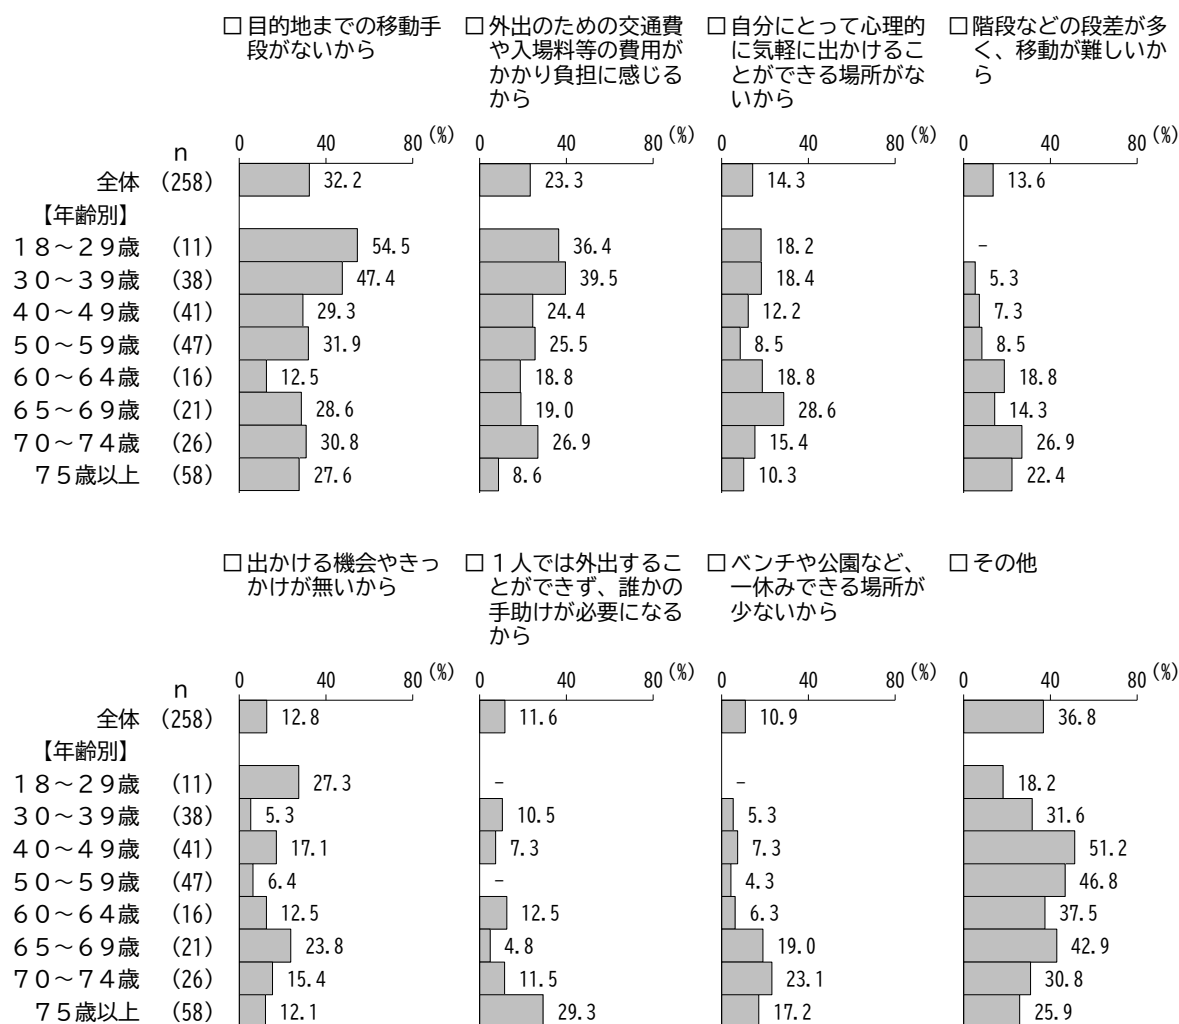 □ 目的地までの移動手
段がないから
□ 外出のための交通費
や入場料等の費用が
かかり負担に感じる
から
□ 自分にとって心理的
に気軽に出かけるこ
とができる場所がな
いから
□ 階段などの段差が多
く、移動が難しいか
ら
n 0 40 80 (%) 0 40 80 (%) 0 40 80 (%) 0 40 80 (%)
全体 (258) 32.2 23.3 14.3 13.6
【年齢別】
18～29歳 (11) 54.5 36.4 18.2 －
30～39歳 (38) 47.4 39.5 18.4 5.3
40～49歳 (41) 29.3 24.4 12.2 7.3
50～59歳 (47) 31.9 25.5 8.5 8.5
60～64歳 (16) 12.5 18.8 18.8 18.8
65～69歳 (21) 28.6 19.0 28.6 14.3
70～74歳 (26) 30.8 26.9 15.4 26.9
75歳以上 (58) 27.6 8.6 10.3 22.4
□ 出かける機会やきっ
かけが無いから
□ 1人では外出するこ
とができず、誰かの
手助けが必要になる
から
□ ベンチや公園など、
一休みできる場所が
少ないから
□ その他
n 0 40 80 (%) 0 40 80 (%) 0 40 80 (%) 0 40 80 (%)
全体 (258) 12.8 11.6 10.9 36.8
【年齢別】
18～29歳 (11) 27.3 － － 18.2
30～39歳 (38) 5.3 10.5 5.3 31.6
40～49歳 (41) 17.1 7.3 7.3 51.2
50～59歳 (47) 6.4 － 4.3 46.8
60～64歳 (16) 12.5 12.5 6.3 37.5
65～69歳 (21) 23.8 4.8 19.0 42.9
70～74歳 (26) 15.4 11.5 23.1 30.8
75歳以上 (58) 12.1 29.3 17.2 25.9